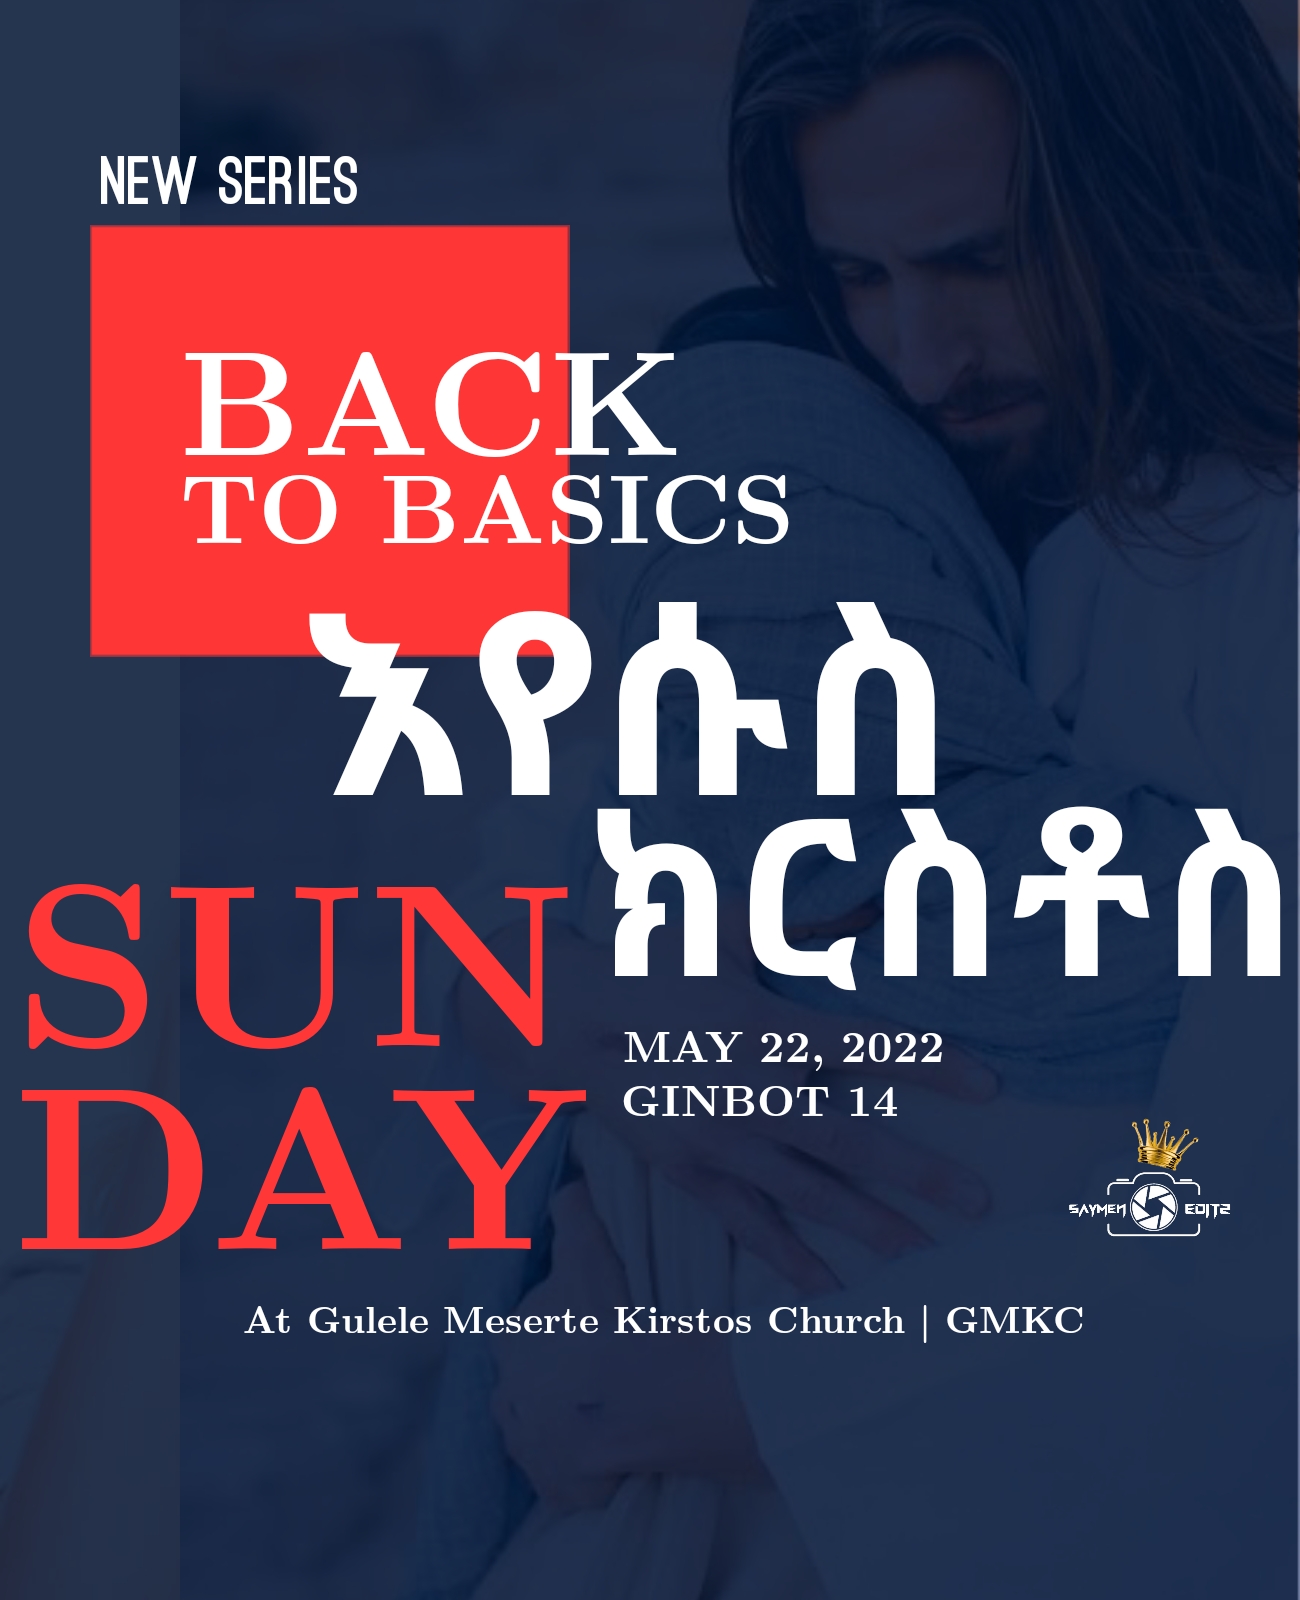 NEW SERIES
BACK
TO BASICS
እየሱስ
ክርስቶስ
SUN
DAY
MAY 22, 2022
GINBOT 14
SAYMEN EDITZ
At Gulele Meserte Kirstos Church | GMKC